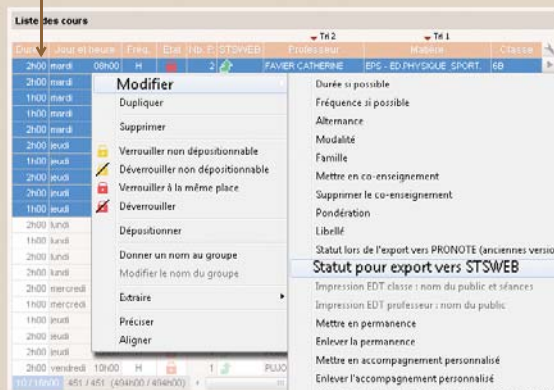 Liste des cours
Tri 2 Tri 1
Durée Jour et heure Fréq. Etat Nb. P. STSWEB Professeur Matière Classe
2h00 mardi 08h00 H 2 FAVIER CATHERINE EPS - ED.PHYSIQUE SPORT. 6B
2h00 mardi
1h00 mardi
1h00 mardi
2h00 mardi
2h00 jeudi
1h00 jeudi
2h00 jeudi
2h00 jeudi
1h00 jeudi
2h00 lundi
1h00 lundi
2h00 lundi
2h00 lundi
2h00 mercredi
1h00 mercredi
1h00 jeudi
2h00 jeudi
2h00 jeudi
2h00 vendredi 10h00 H 1 PUJO
451 / 451 (494h00 / 494h00)
Modifier
Dupliquer
Supprimer
Verrouiller non dépositionnable
Déverrouiller non dépositionnable
Verrouiller à la même place
Déverrouiller
Dépositionner
Donner un nom au groupe
Modifier le nom du groupe
Extraire
Préciser
Aligner
Durée si possible
Fréquence si possible
Alternance
Modalité
Famille
Mettre en co-enseignement
Supprimer le co-enseignement
Pondération
Libellé
Statut lors de l'export vers PRONOTE (anciennes versio
Statut pour export vers STSWEB
Impression EDT classe : nom du public et séances
Impression EDT professeur : nom du public
Mettre en permanence
Enlever la permanence
Mettre en accompagnement personnalisé
Enlever l'accompagnement personnalisé